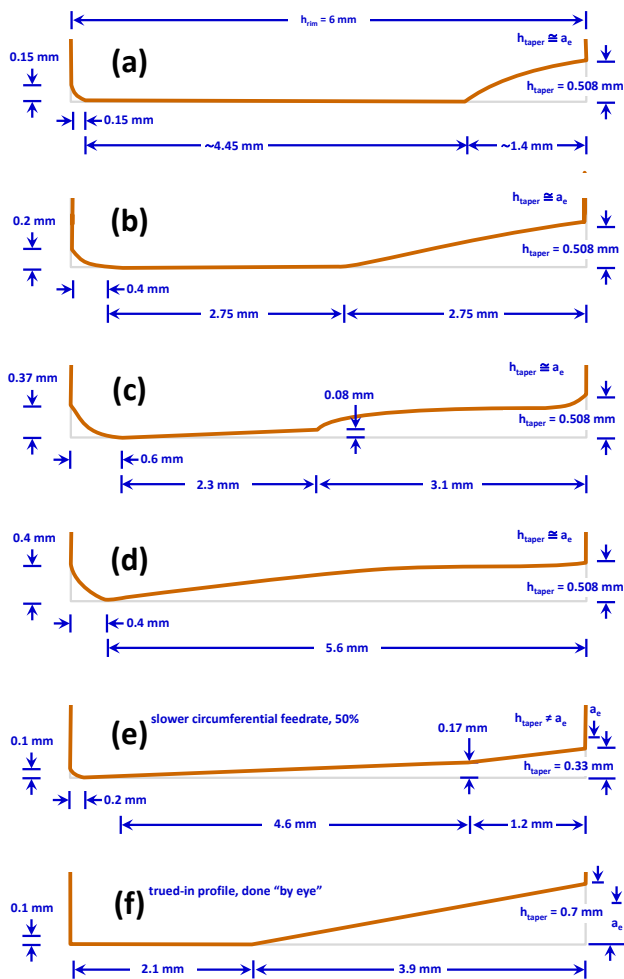 h_rim = 6 mm
(a)
h_taper ≅ a_e
0.15 mm
h_taper = 0.508 mm
0.15 mm
~4.45 mm
~1.4 mm
(b)
h_taper ≅ a_e
0.2 mm
h_taper = 0.508 mm
0.4 mm
2.75 mm
2.75 mm
(c)
h_taper ≅ a_e
0.37 mm
0.08 mm
h_taper = 0.508 mm
0.6 mm
2.3 mm
3.1 mm
(d)
h_taper ≅ a_e
0.4 mm
h_taper = 0.508 mm
0.4 mm
5.6 mm
(e)
slower circumferential feedrate, 50%
0.17 mm
h_taper ≠ a_e
a_e
0.1 mm
h_taper = 0.33 mm
0.2 mm
4.6 mm
1.2 mm
(f)
trued-in profile, done “by eye”
0.1 mm
h_taper = 0.7 mm
a_e
2.1 mm
3.9 mm